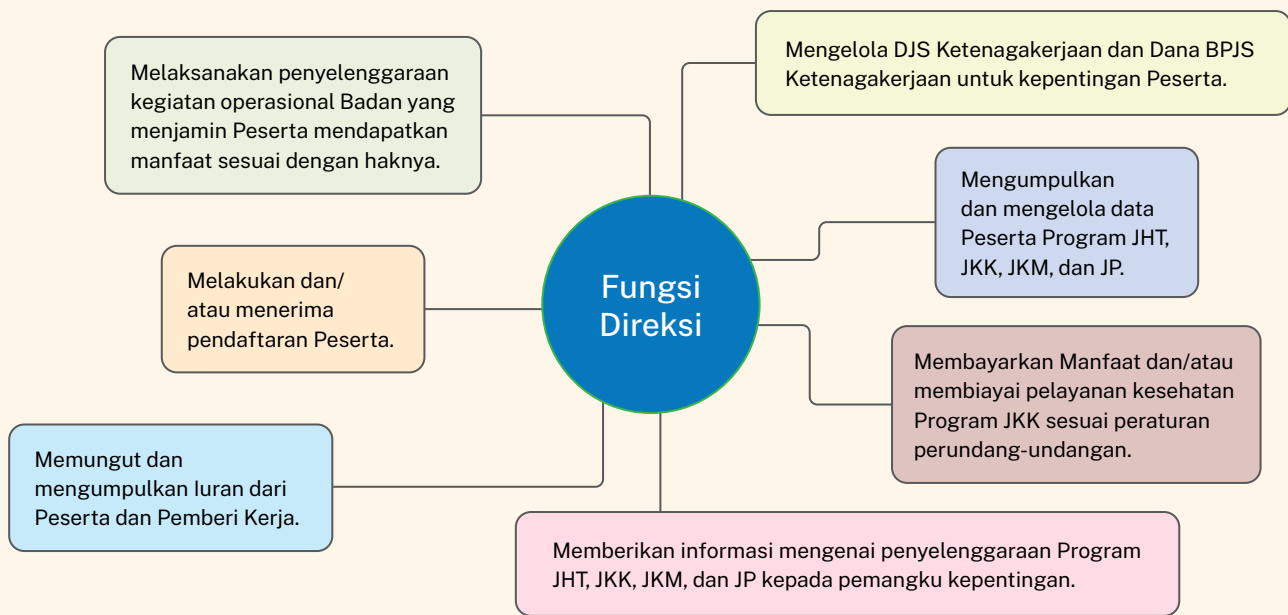 Melaksanakan penyelenggaraan
kegiatan operasional Badan yang
menjamin Peserta mendapatkan
manfaat sesuai dengan haknya.
Mengelola DJS Ketenagakerjaan dan Dana BPJS
Ketenagakerjaan untuk kepentingan Peserta.
Mengumpulkan
dan mengelola data
Peserta Program JHT,
JKK, JKM, dan JP.
Melakukan dan/
atau menerima
pendaftaran Peserta.
Fungsi
Direksi
Membayarkan Manfaat dan/atau
membiayai pelayanan kesehatan
Program JKK sesuai peraturan
perundang-undangan.
Memungut dan
mengumpulkan Iuran dari
Peserta dan Pemberi Kerja.
Memberikan informasi mengenai penyelenggaraan Program
JHT, JKK, JKM, dan JP kepada pemangku kepentingan.